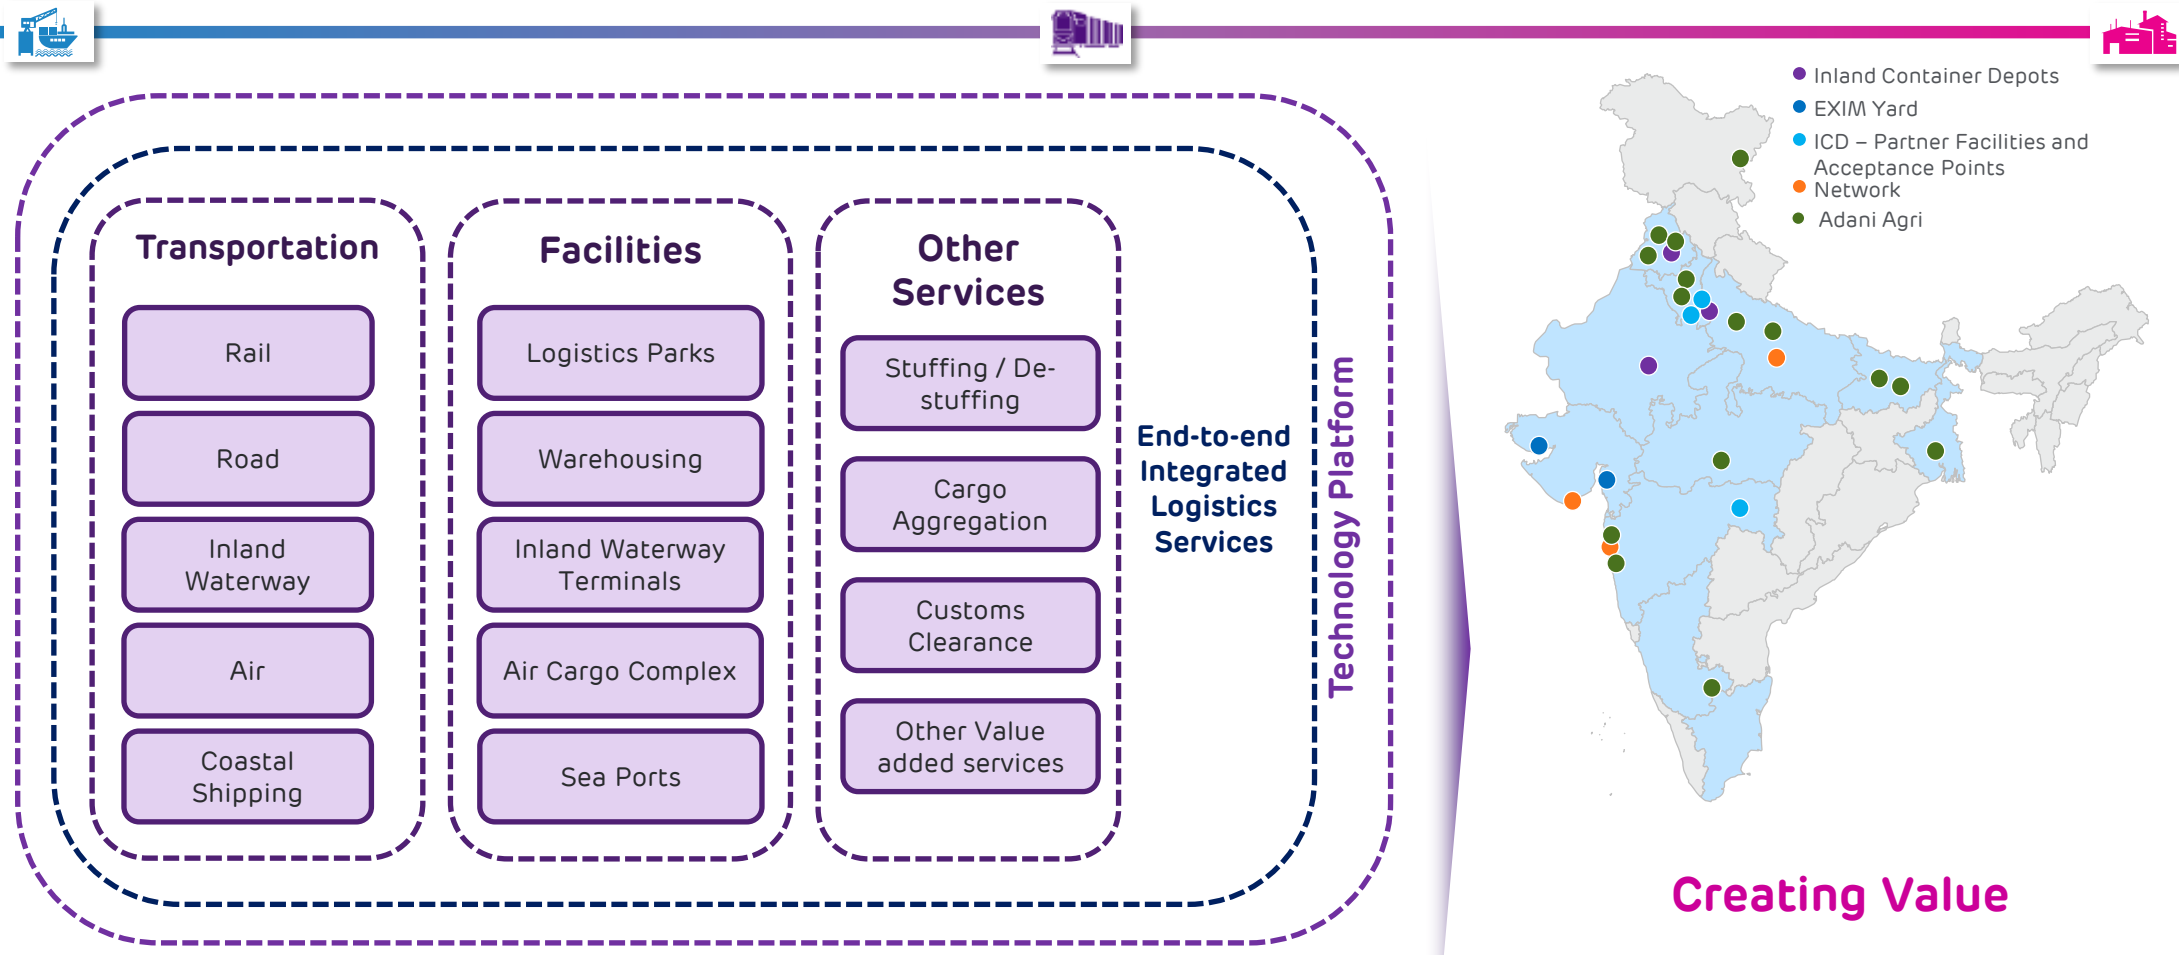 Transportation
Rail
Road
Inland
Waterway
Air
Coastal
Shipping
Facilities
Logistics Parks
Warehousing
Inland Waterway
Terminals
Air Cargo Complex
Sea Ports
Other
Services
Stuffing / De-
stuffing
Cargo
Aggregation
Customs
Clearance
Other Value
added services
End-to-end
Integrated
Logistics
Services
Technology Platform
Inland Container Depots
EXIM Yard
ICD – Partner Facilities and
Acceptance Points
Network
Adani Agri
Creating Value